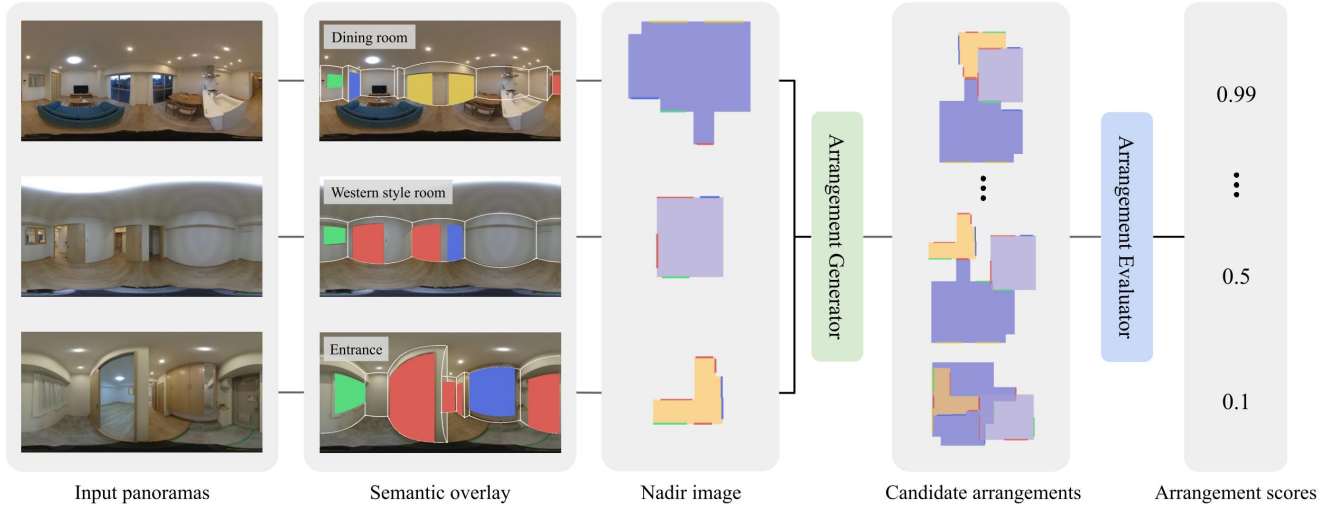 Dining room
Western style room
Entrance
Arrangement Generator
Arrangement Evaluator
0.99
0.5
0.1
Input panoramas
Semantic overlay
Nadir image
Candidate arrangements
Arrangement scores